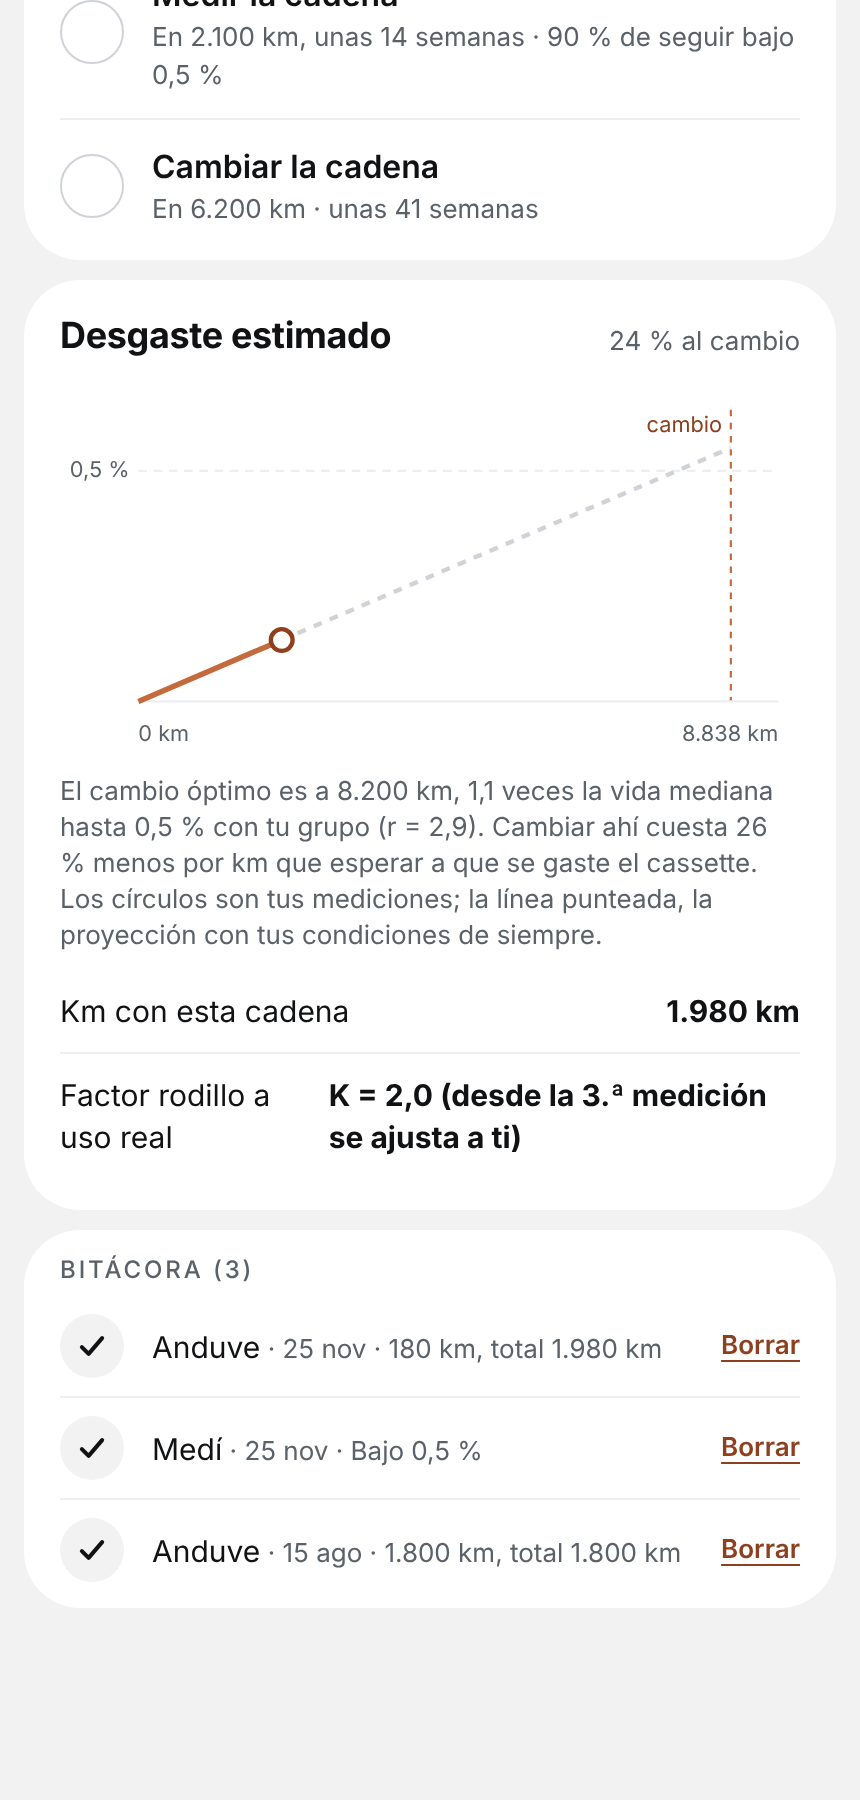 Medir la cadena
En 2.100 km, unas 14 semanas · 90 % de seguir bajo
0,5 %
Cambiar la cadena
En 6.200 km · unas 41 semanas
Desgaste estimado
24 % al cambio
cambio
0,5 %
0 km
8.838 km
El cambio óptimo es a 8.200 km, 1,1 veces la vida mediana
hasta 0,5 % con tu grupo (r = 2,9). Cambiar ahí cuesta 26
% menos por km que esperar a que se gaste el cassette.
Los círculos son tus mediciones; la línea punteada, la
proyección con tus condiciones de siempre.
Km con esta cadena
1.980 km
Factor rodillo a
uso real
K = 2,0 (desde la 3.ª medición
se ajusta a ti)
BITÁCORA (3)
Anduve · 25 nov · 180 km, total 1.980 km
Borrar
Medí · 25 nov · Bajo 0,5 %
Borrar
Anduve · 15 ago · 1.800 km, total 1.800 km
Borrar